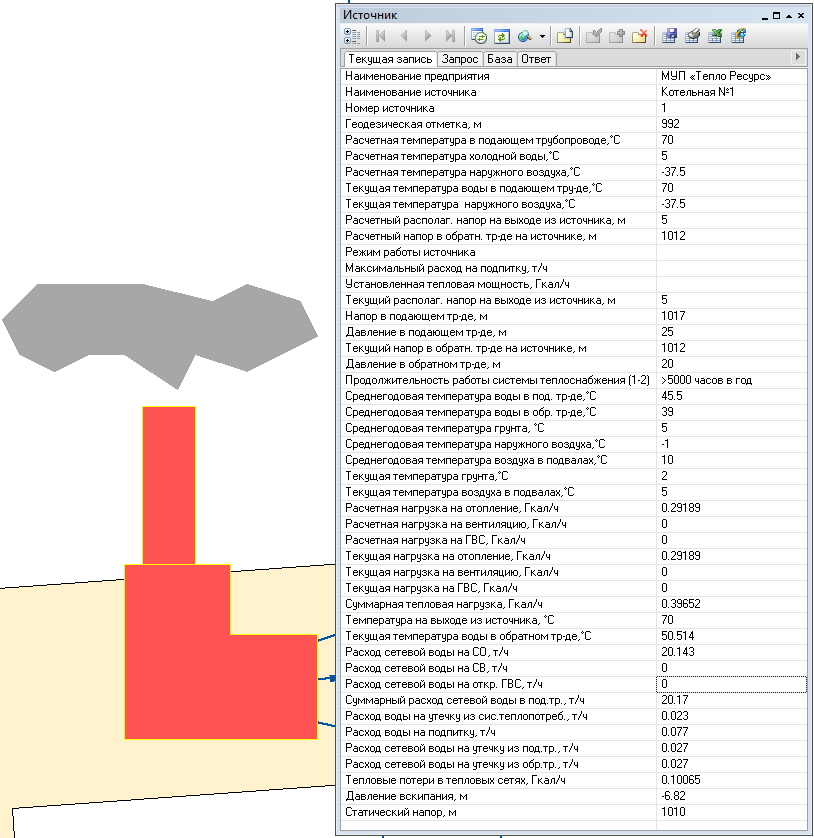 Источник
Текущая запись Запрос База Ответ
Наименование предприятия МУП «Тепло Ресурс»
Наименование источника Котельная №1
Номер источника 1
Геодезическая отметка, м 992
Расчетная температура в подающем трубопроводе,°C 70
Расчетная температура холодной воды,°C 5
Расчетная температура наружного воздуха,°C -37.5
Текущая температура воды в подающем тру-де,°C 70
Текущая температура наружного воздуха,°C -37.5
Расчетный располаг. напор на выходе из источника, м 5
Расчетный напор в обратн. тр-де на источнике, м 1012
Режим работы источника
Максимальный расход на подпитку, т/ч
Установленная тепловая мощность, Гкал/ч
Текущий располаг. напор на выходе из источника, м 5
Напор в подающем тр-де, м 1017
Давление в подающем тр-де, м 25
Текущий напор в обратн. тр-де на источнике, м 1012
Давление в обратном тр-де, м 20
Продолжительность работы системы теплоснабжения (1-2) >5000 часов в год
Среднегодовая температура воды в под. тр-де,°C 45.5
Среднегодовая температура воды в обр. тр-де,°C 39
Среднегодовая температура грунта, °C 5
Среднегодовая температура наружного воздуха,°C -1
Среднегодовая температура воздуха в подвалах,°C 10
Текущая температура грунта,°C 2
Текущая температура воздуха в подвалах,°C 5
Расчетная нагрузка на отопление, Гкал/ч 0.29189
Расчетная нагрузка на вентиляцию, Гкал/ч 0
Расчетная нагрузка на ГВС, Гкал/ч 0
Текущая нагрузка на отопление, Гкал/ч 0.29189
Текущая нагрузка на вентиляцию, Гкал/ч 0
Текущая нагрузка на ГВС, Гкал/ч 0
Суммарная тепловая нагрузка, Гкал/ч 0.39652
Температура на выходе из источника, °C 70
Текущая температура воды в обратном тр-де,°C 50.514
Расход сетевой воды на СО, т/ч 20.143
Расход сетевой воды на СВ, т/ч 0
Расход сетевой воды на откр. ГВС, т/ч 0
Суммарный расход сетевой воды в под.тр., т/ч 20.17
Расход воды на утечку из сис.теплопотреб., т/ч 0.023
Расход воды на подпитку, т/ч 0.077
Расход сетевой воды на утечку из под.тр., т/ч 0.027
Расход сетевой воды на утечку из обр.тр., т/ч 0.027
Тепловые потери в тепловых сетях, Гкал/ч 0.10065
Давление вскипания, м -6.82
Статический напор, м 1010